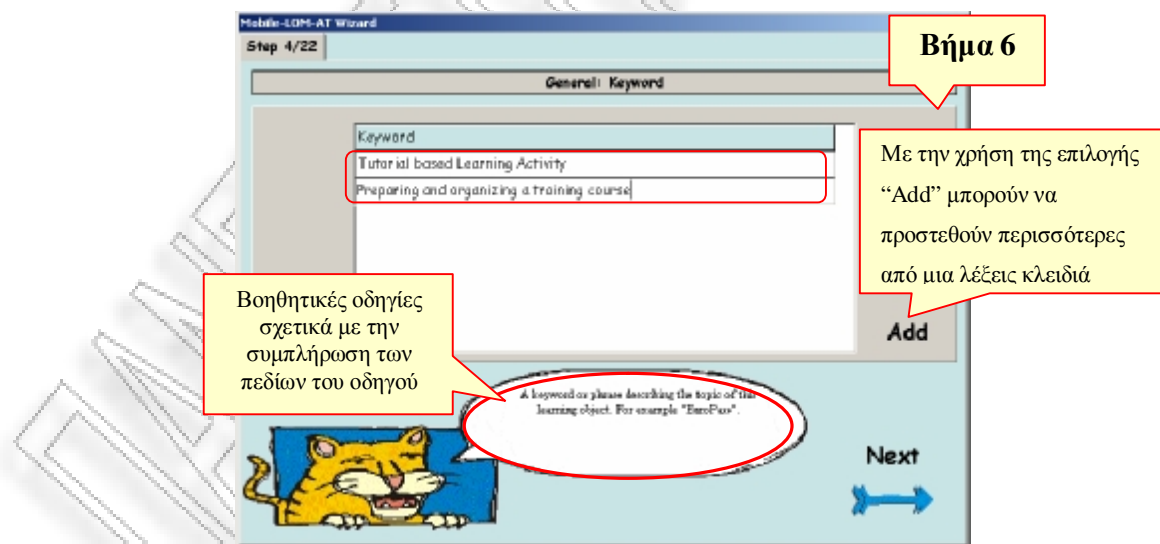 Mobile-LOM-AT Wizard
Step 4/22
Βήμα 6
General: Keyword
Keyword
Tutorial based Learning Activity
Preparing and organizing a training course
Με την χρήση της επιλογής
“Add” μπορούν να
προστεθούν περισσότερες
από μια λέξεις κλειδιά
Βοηθητικές οδηγίες
σχετικά με την
συμπλήρωση των
πεδίων του οδηγού
Add
A keyword or phrase describing the topic of this
learning object. For example "EuroPass".
Next